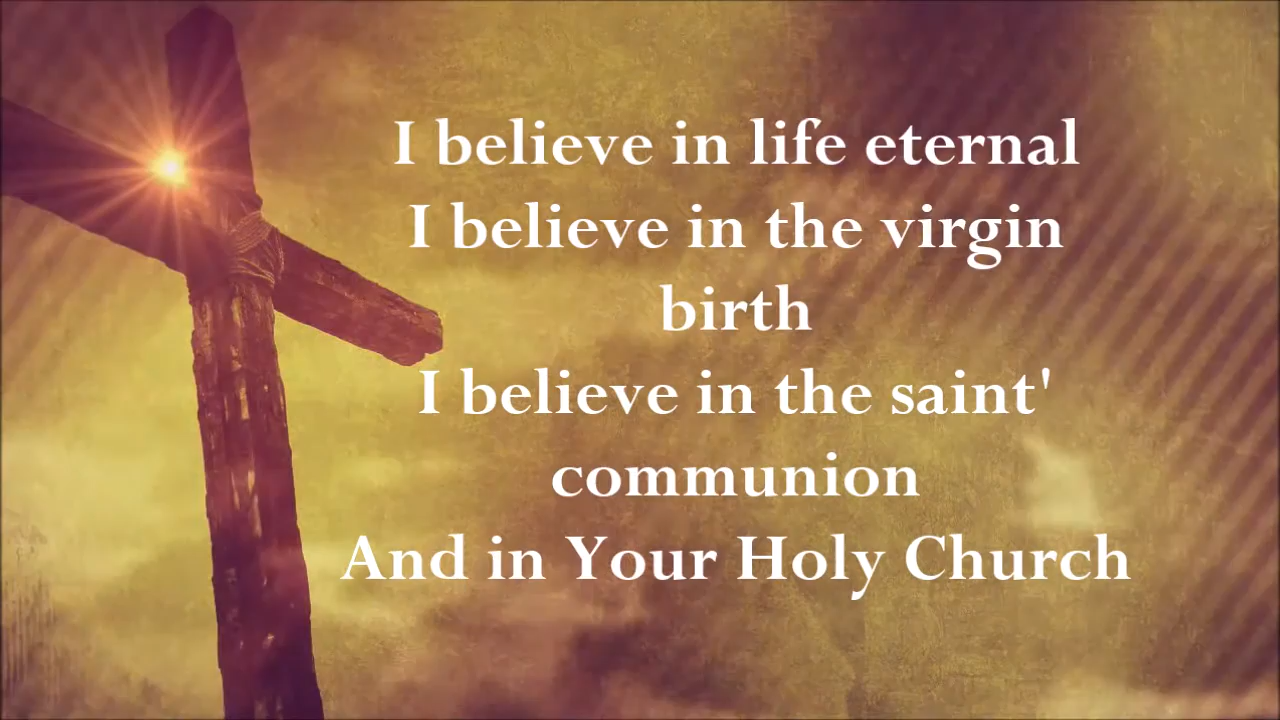 I believe in life eternal
I believe in the virgin
birth
I believe in the saint'
communion
And in Your Holy Church